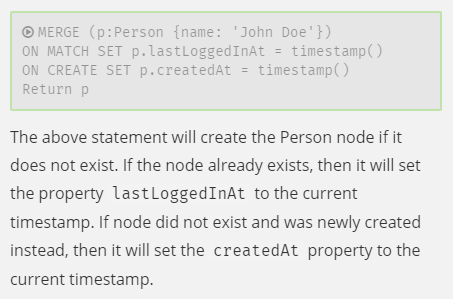 MERGE (p:Person {name: 'John Doe'})
ON MATCH SET p.lastLoggedInAt = timestamp()
ON CREATE SET p.createdAt = timestamp()
Return p
The above statement will create the Person node if it
does not exist. If the node already exists, then it will set
the property lastLoggedInAt to the current
timestamp. If node did not exist and was newly created
instead, then it will set the createdAt property to the
current timestamp.